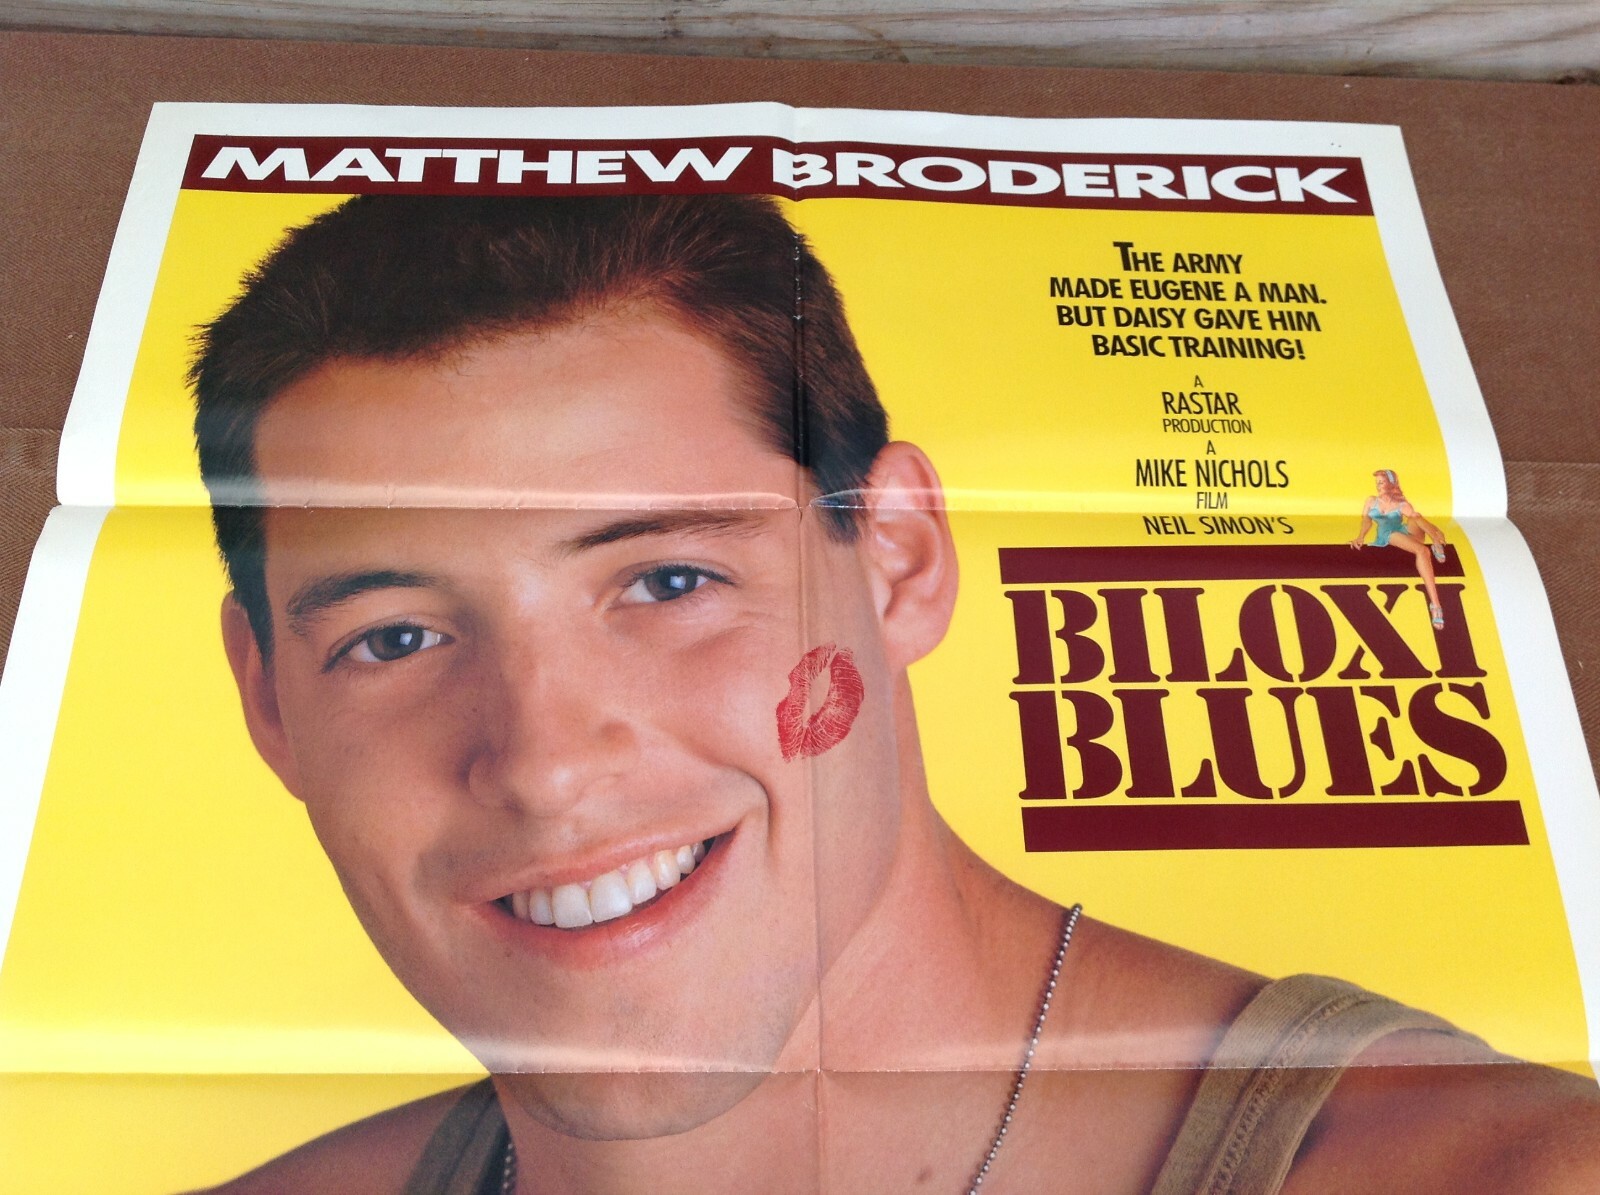 MATTHEW BRODERICK
THE ARMY
MADE EUGENE A MAN.
BUT DAISY GAVE HIM
BASIC TRAINING!
A
RASTAR
PRODUCTION
A
MIKE NICHOLS
FILM
NEIL SIMON'S
BILOXI
BLUES